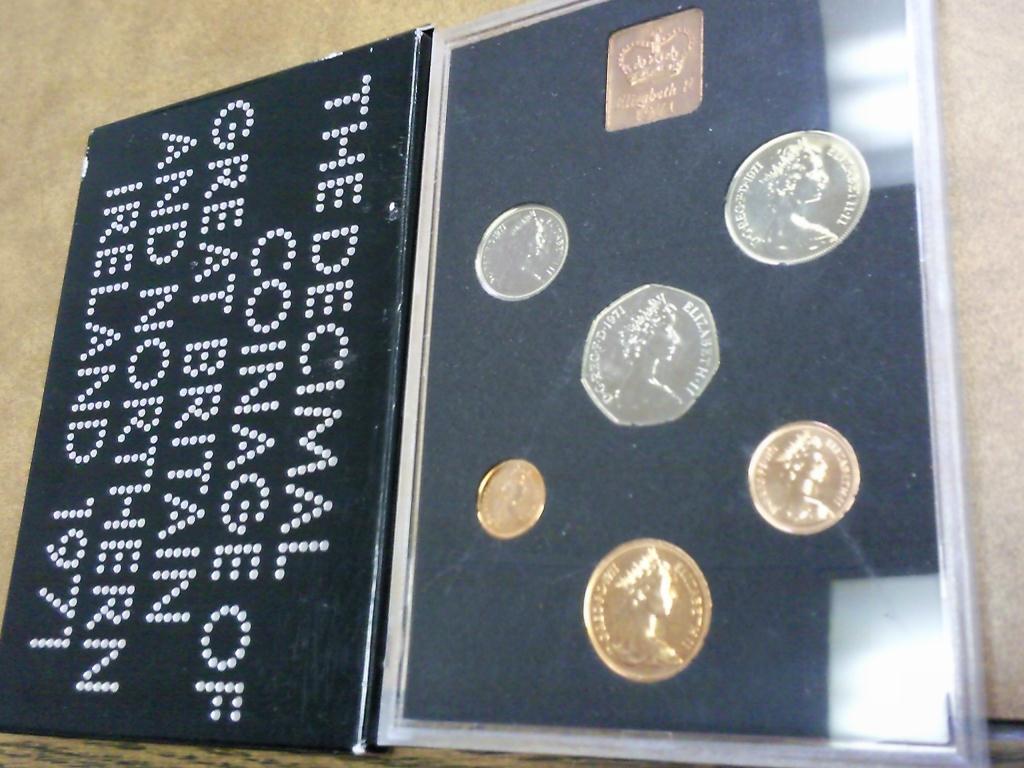 THE DECIMAL
COINAGE OF
GREAT BRITAIN
AND NORTHERN
IRELAND 1971
Elizabeth II
1971
D·G·REG·F·D·1971 ELIZABETH II
D·G·REG·F·D·1971 ELIZABETH II